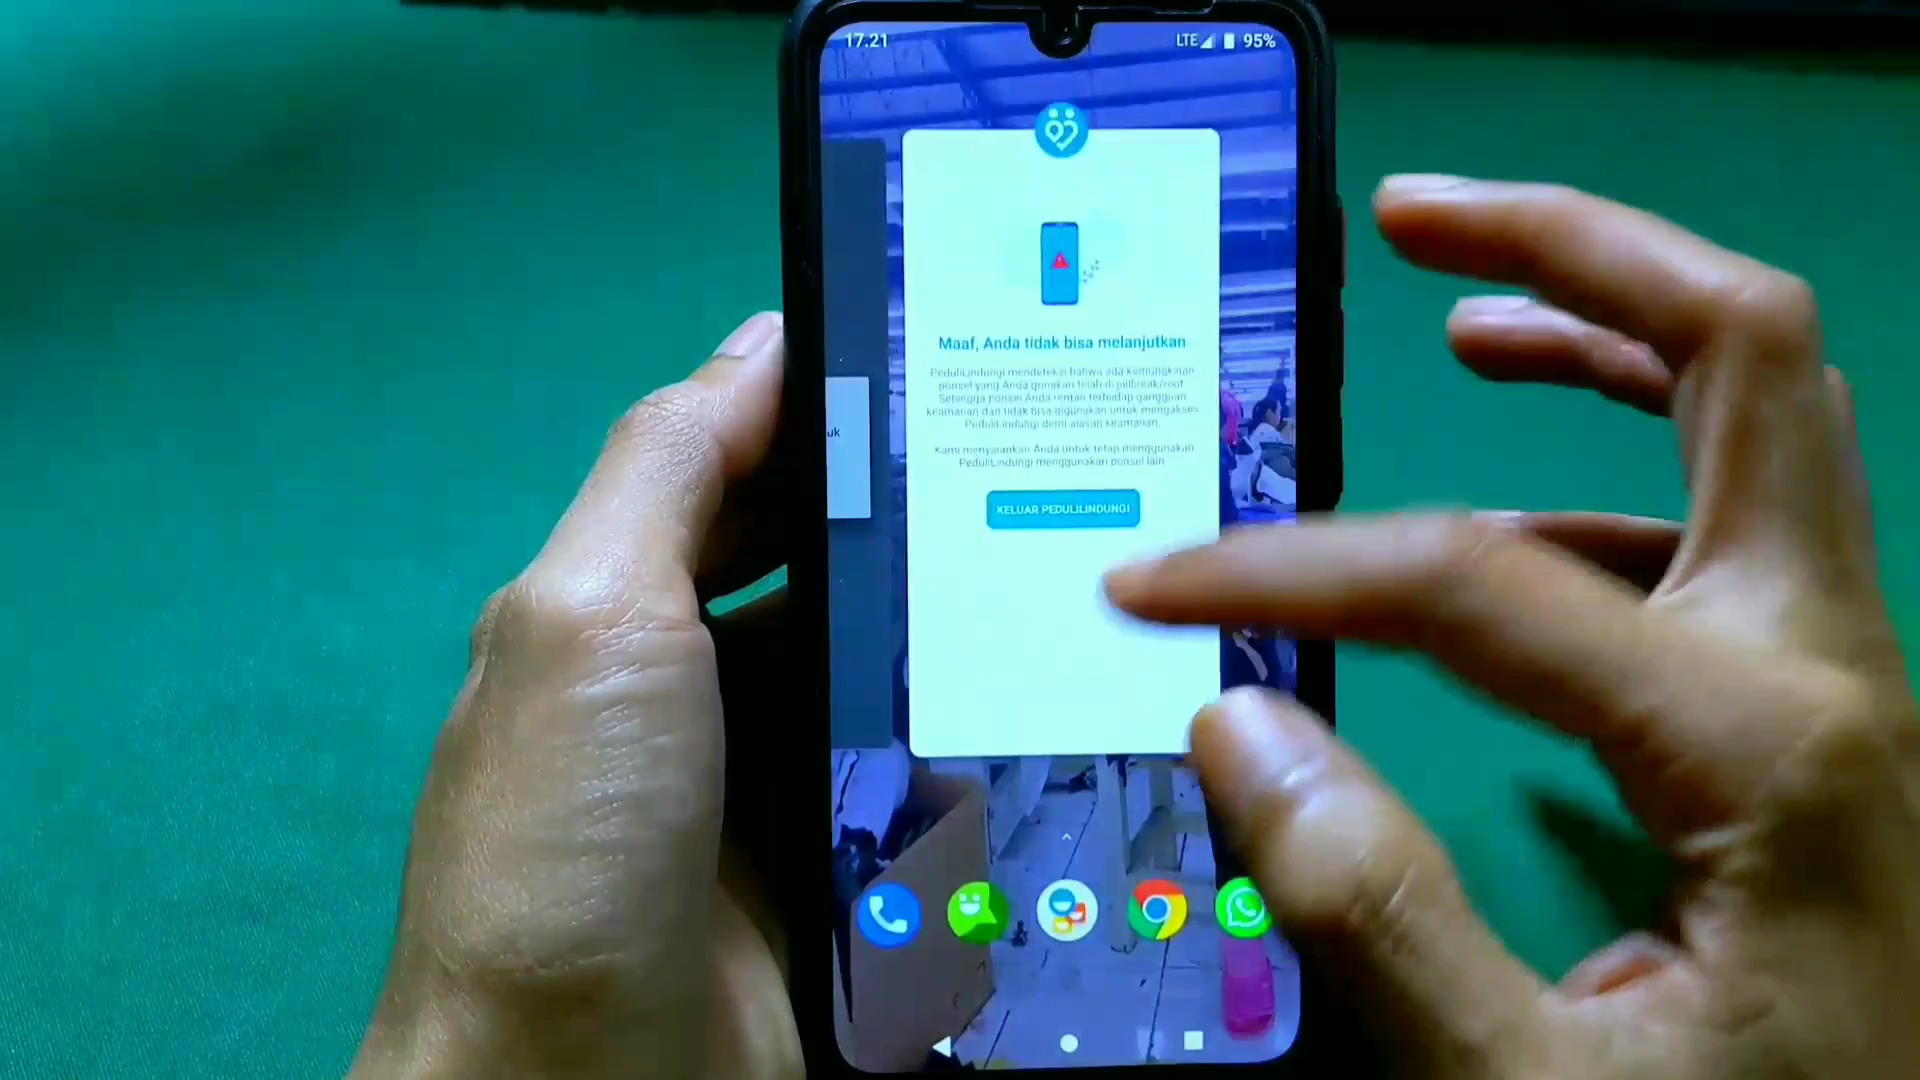 17.21
LTE 95%
Maaf, Anda tidak bisa melanjutkan
PeduliLindungi mendeteksi bahwa ada kemungkinan
ponsel yang Anda gunakan telah di jailbreak/root.
Sehingga ponsel Anda rentan terhadap gangguan
keamanan dan tidak bisa digunakan untuk mengakses
PeduliLindungi demi alasan keamanan.
Kami menyarankan Anda untuk tetap menggunakan
PeduliLindungi menggunakan ponsel lain
uk
KELUAR PEDULILINDUNGI